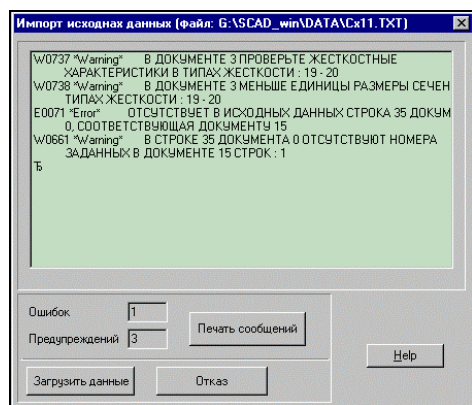 Импорт исходнах данных (файл: G:\SCAD_win\DATA\Cx11.TXT)
W0737 *Warning* В ДОКУМЕНТЕ 3 ПРОВЕРЬТЕ ЖЕСТКОСТНЫЕ
ХАРАКТЕРИСТИКИ В ТИПАХ ЖЕСТКОСТИ : 19 - 20
W0738 *Warning* В ДОКУМЕНТЕ 3 МЕНЬШЕ ЕДИНИЦЫ РАЗМЕРЫ СЕЧЕН
ТИПАХ ЖЕСТКОСТИ : 19 - 20
E0071 *Error* ОТСУТСТВУЕТ В ИСХОДНЫХ ДАННЫХ СТРОКА 35 ДОКУМ
0, СООТВЕТСТВУЮЩАЯ ДОКУМЕНТУ 15
W0661 *Warning* В СТРОКЕ 35 ДОКУМЕНТА 0 ОТСУТСТВУЮТ НОМЕРА
ЗАДАННЫХ В ДОКУМЕНТЕ 15 СТРОК : 1
Ъ
Ошибок 1
Предупреждений 3
Печать сообщений
Help
Загрузить данные
Отказ